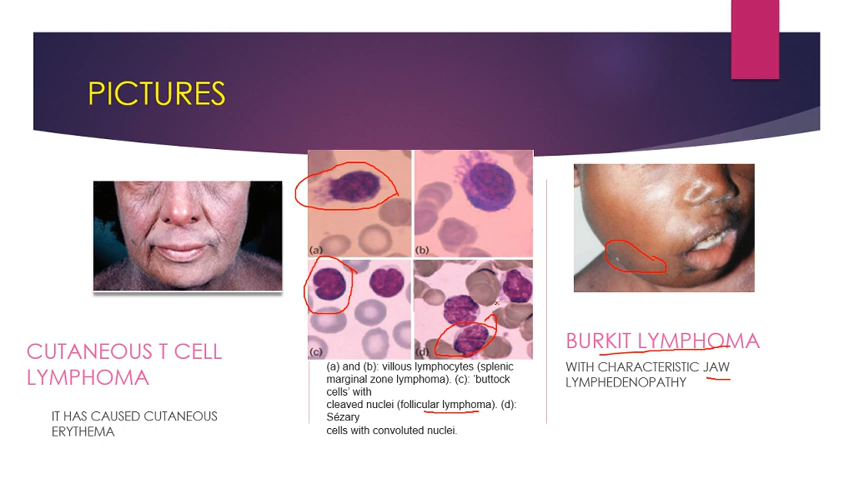 PICTURES
(a)
(b)
(c)
(d)
CUTANEOUS T CELL
LYMPHOMA
IT HAS CAUSED CUTANEOUS
ERYTHEMA
(a) and (b): villous lymphocytes (splenic
marginal zone lymphoma). (c): 'buttock
cells' with
cleaved nuclei (follicular lymphoma). (d):
Sézary
cells with convoluted nuclei.
BURKIT LYMPHOMA
WITH CHARACTERISTIC JAW
LYMPHEDENOPATHY